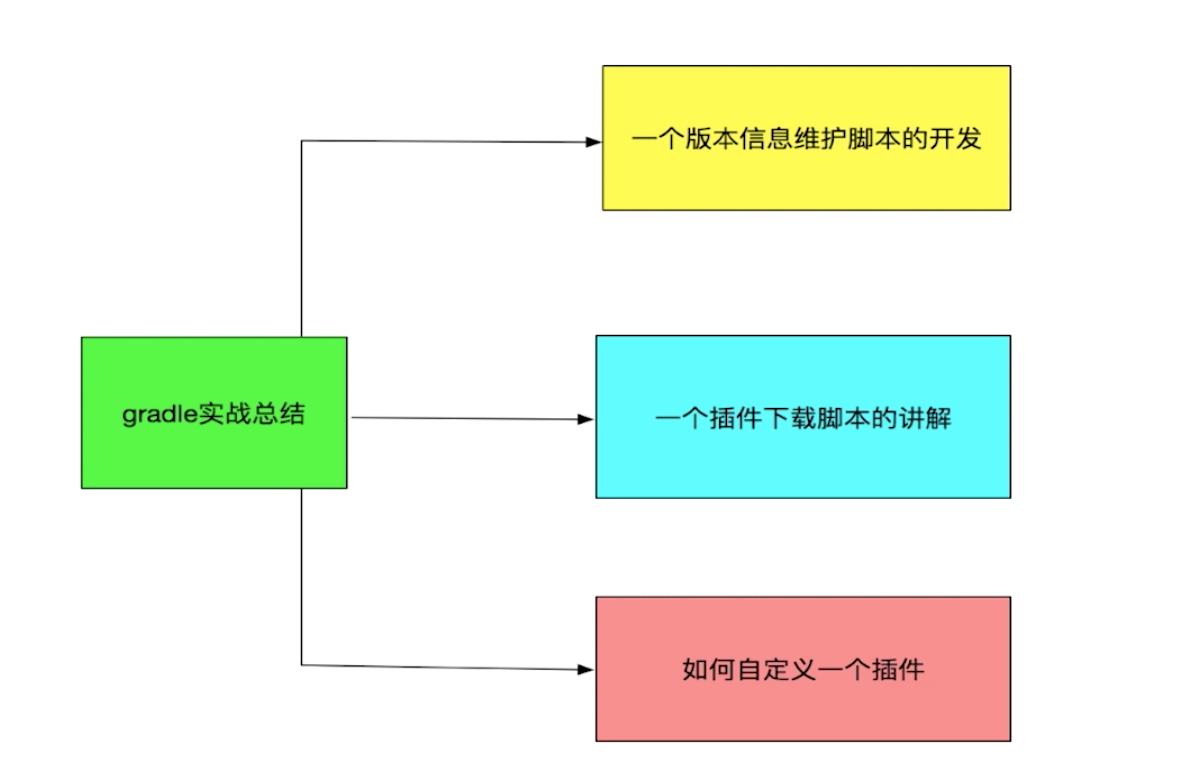 一个版本信息维护脚本的开发
gradle实战总结
一个插件下载脚本的讲解
如何自定义一个插件